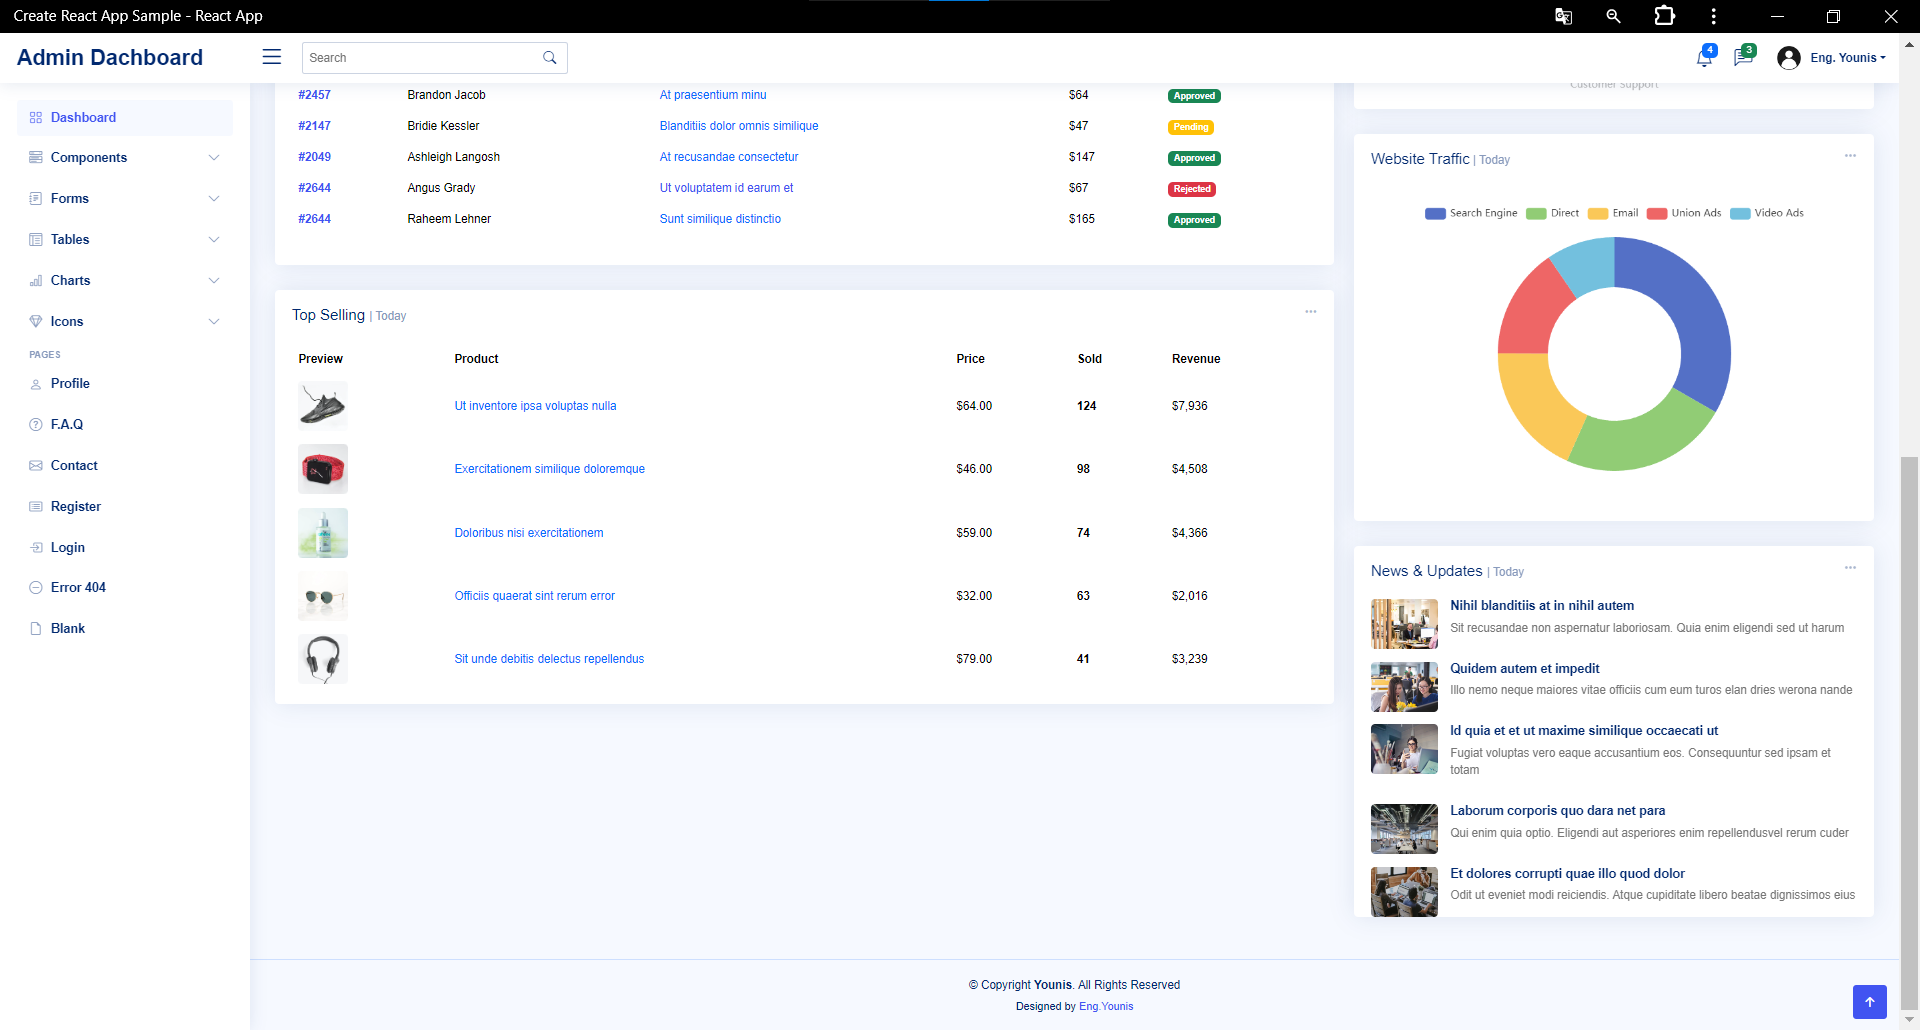 Create React App Sample - React App
Admin Dachboard
Search
4
3
Eng. Younis
Dashboard
Components
Forms
Tables
Charts
Icons
PAGES
Profile
F.A.Q
Contact
Register
Login
Error 404
Blank
#2457 Brandon Jacob At praesentium minu $64 Approved
#2147 Bridie Kessler Blanditiis dolor omnis similique $47 Pending
#2049 Ashleigh Langosh At recusandae consectetur $147 Approved
#2644 Angus Grady Ut voluptatem id earum et $67 Rejected
#2644 Raheem Lehner Sunt similique distinctio $165 Approved
Top Selling | Today
Preview Product Price Sold Revenue
Ut inventore ipsa voluptas nulla $64.00 124 $7,936
Exercitationem similique doloremque $46.00 98 $4,508
Doloribus nisi exercitationem $59.00 74 $4,366
Officiis quaerat sint rerum error $32.00 63 $2,016
Sit unde debitis delectus repellendus $79.00 41 $3,239
Customer Support
Website Traffic | Today
Search Engine Direct Email Union Ads Video Ads
News & Updates | Today
Nihil blanditiis at in nihil autem
Sit recusandae non aspernatur laboriosam. Quia enim eligendi sed ut harum
Quidem autem et impedit
Illo nemo neque maiores vitae officiis cum eum turos elan dries werona nande
Id quia et et ut maxime similique occaecati ut
Fugiat voluptas vero eaque accusantium eos. Consequuntur sed ipsam et
totam
Laborum corporis quo dara net para
Qui enim quia optio. Eligendi aut asperiores enim repellendusvel rerum cuder
Et dolores corrupti quae illo quod dolor
Odit ut eveniet modi reiciendis. Atque cupiditate libero beatae dignissimos eius
© Copyright Younis. All Rights Reserved
Designed by Eng.Younis